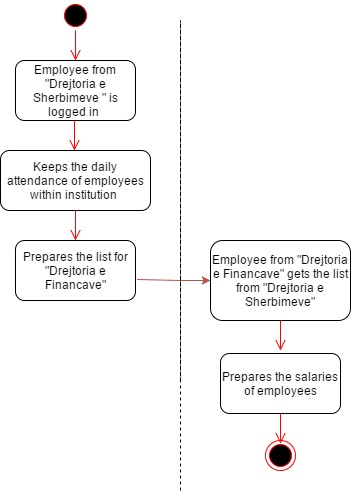 Employee from
"Drejtoria e
Sherbimeve " is
logged in
Keeps the daily
attendance of employees
within institution
Prepares the list for
"Drejtoria e
Financave"
Employee from "Drejtoria
e Financave" gets the list
from "Drejtoria e
Sherbimeve"
Prepares the salaries
of employees